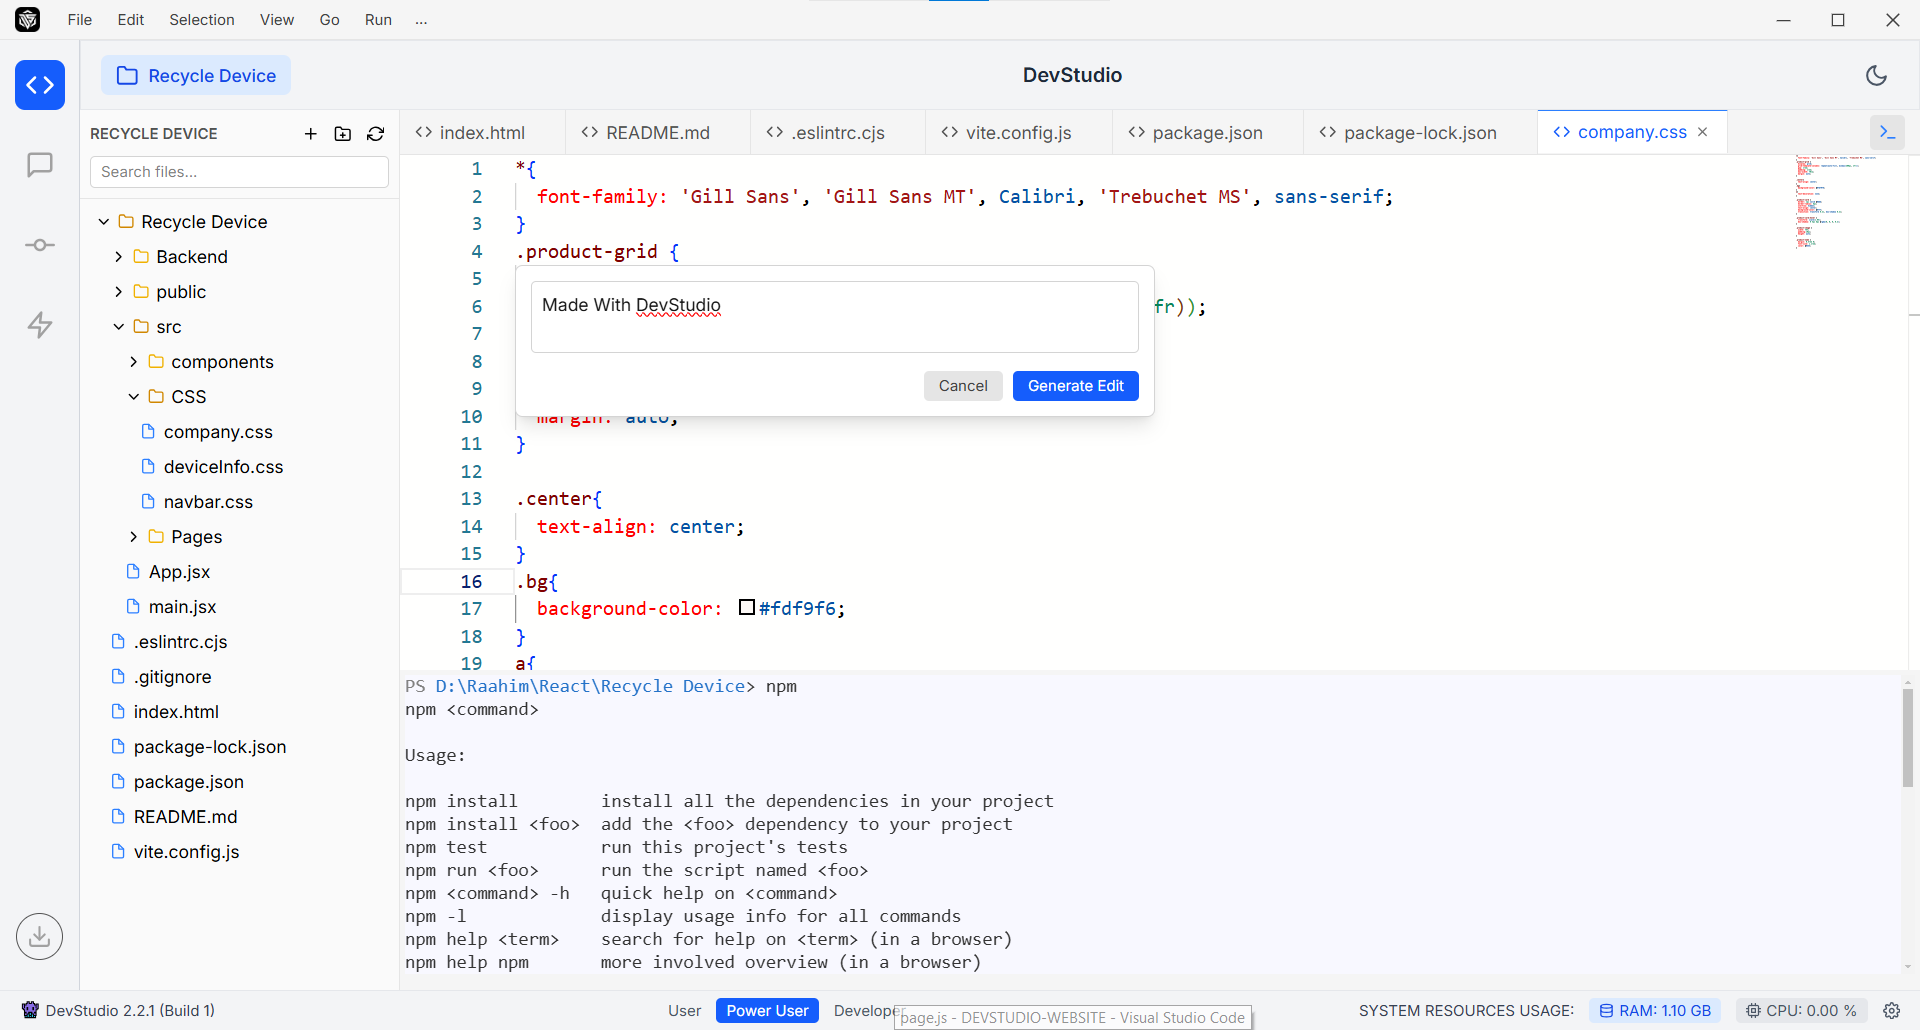 File Edit Selection View Go Run ...
Recycle Device
DevStudio
RECYCLE DEVICE
Search files...
Recycle Device
Backend
public
src
components
CSS
company.css
deviceInfo.css
navbar.css
Pages
App.jsx
main.jsx
.eslintrc.cjs
.gitignore
index.html
package-lock.json
package.json
README.md
vite.config.js
index.html README.md .eslintrc.cjs vite.config.js package.json package-lock.json company.css
1 *{
2 font-family: 'Gill Sans', 'Gill Sans MT', Calibri, 'Trebuchet MS', sans-serif;
3 }
4 .product-grid {
5
6 fr));
7
8
9
10 margin: auto;
11 }
12
13 .center{
14 text-align: center;
15 }
16 .bg{
17 background-color: #fdf9f6;
18 }
19 a{
Made With DevStudio
Cancel Generate Edit
PS D:\Raahim\React\Recycle Device> npm
npm <command>
Usage:
npm install install all the dependencies in your project
npm install <foo> add the <foo> dependency to your project
npm test run this project's tests
npm run <foo> run the script named <foo>
npm <command> -h quick help on <command>
npm -l display usage info for all commands
npm help <term> search for help on <term> (in a browser)
npm help npm more involved overview (in a browser)
DevStudio 2.2.1 (Build 1)
User Power User Developer
page.js - DEVSTUDIO-WEBSITE - Visual Studio Code
SYSTEM RESOURCES USAGE: RAM: 1.10 GB CPU: 0.00 %